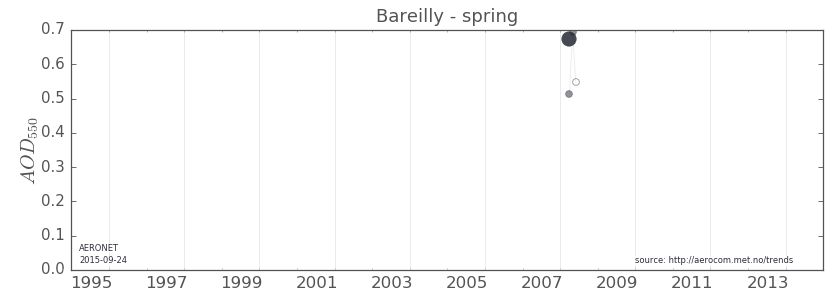 Bareilly - spring
0.7
0.6
0.5
0.4
0.3
0.2
0.1
0.0
AOD550
AERONET
2015-09-24
source: http://aerocom.met.no/trends
1995 1997 1999 2001 2003 2005 2007 2009 2011 2013